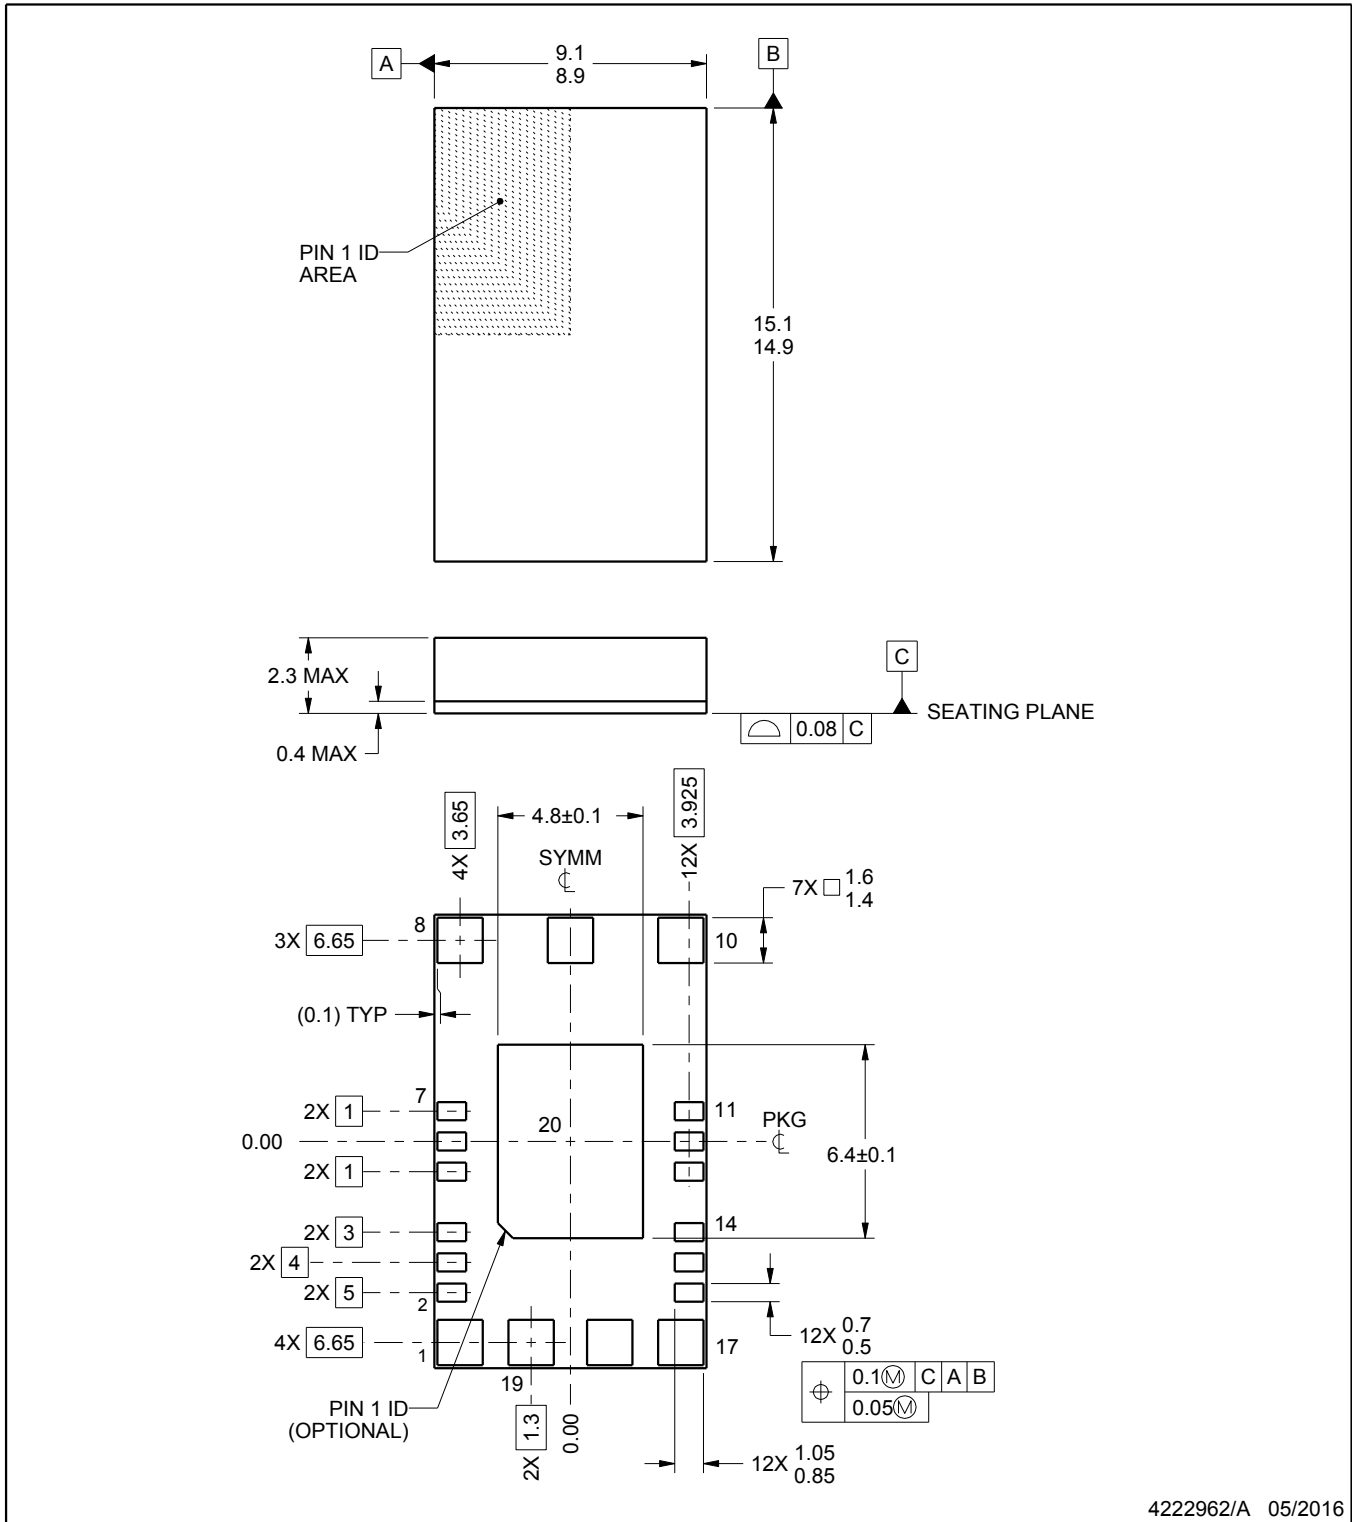 A
9.1
8.9
B
PIN 1 ID
AREA
15.1
14.9
2.3 MAX
0.4 MAX
C
SEATING PLANE
0.08 C
4X 3.65
4.8±0.1
12X 3.925
SYMM
7X 1.6
1.4
8
10
3X 6.65
(0.1) TYP
7
11
2X 1
20
PKG
0.00
6.4±0.1
2X 1
2X 3
14
2X 4
2X 5
2
12X 0.7
0.5
4X 6.65
1
17
19
0.1Ⓜ C A B
0.05Ⓜ
PIN 1 ID
(OPTIONAL)
2X 1.3
0.00
12X 1.05
0.85
4222962/A 05/2016